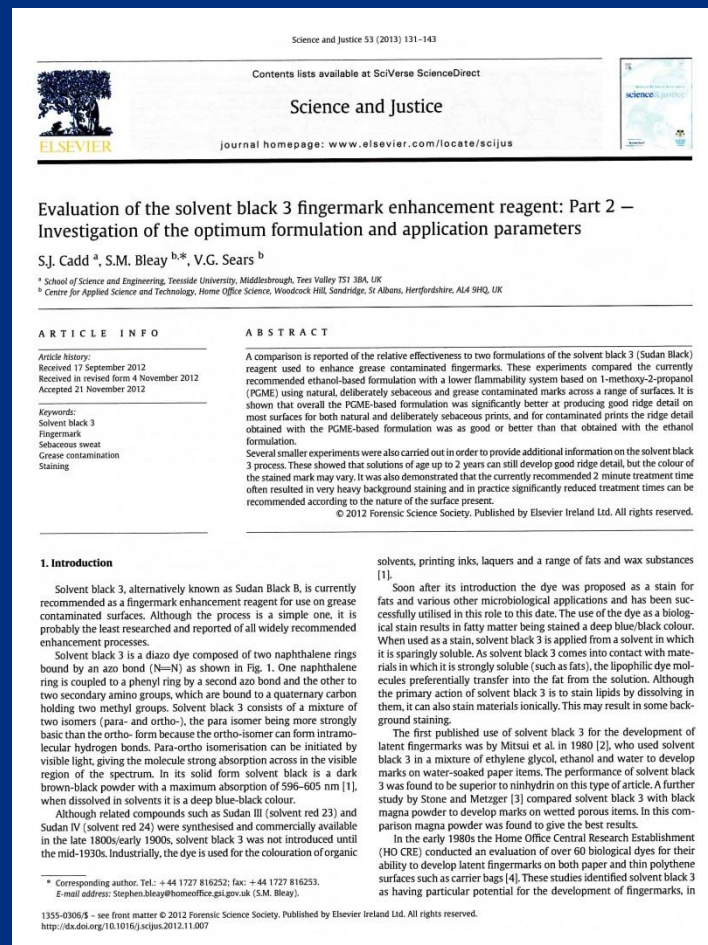 Science and Justice 53 (2013) 131–143
Contents lists available at SciVerse ScienceDirect
Science and Justice
journal homepage: www.elsevier.com/locate/scijus
ELSEVIER
science&justice
Evaluation of the solvent black 3 fingermark enhancement reagent: Part 2 —
Investigation of the optimum formulation and application parameters
S.J. Cadd a, S.M. Bleay b,*, V.G. Sears b
a School of Science and Engineering, Teesside University, Middlesbrough, Tees Valley TS1 3BA, UK
b Centre for Applied Science and Technology, Home Office Science, Woodcock Hill, Sandridge, St Albans, Hertfordshire, AL4 9HQ, UK
ARTICLE INFO
Article history:
Received 17 September 2012
Received in revised form 4 November 2012
Accepted 21 November 2012
Keywords:
Solvent black 3
Fingermark
Sebaceous sweat
Grease contamination
Staining
ABSTRACT
A comparison is reported of the relative effectiveness to two formulations of the solvent black 3 (Sudan Black)
reagent used to enhance grease contaminated fingermarks. These experiments compared the currently
recommended ethanol-based formulation with a lower flammability system based on 1-methoxy-2-propanol
(PGME) using natural, deliberately sebaceous and grease contaminated marks across a range of surfaces. It is
shown that overall the PGME-based formulation was significantly better at producing good ridge detail on
most surfaces for both natural and deliberately sebaceous prints, and for contaminated prints the ridge detail
obtained with the PGME-based formulation was as good or better than that obtained with the ethanol
formulation.
Several smaller experiments were also carried out in order to provide additional information on the solvent black
3 process. These showed that solutions of age up to 2 years can still develop good ridge detail, but the colour of
the stained mark may vary. It was also demonstrated that the currently recommended 2 minute treatment time
often resulted in very heavy background staining and in practice significantly reduced treatment times can be
recommended according to the nature of the surface present.
© 2012 Forensic Science Society. Published by Elsevier Ireland Ltd. All rights reserved.
1. Introduction
Solvent black 3, alternatively known as Sudan Black B, is currently
recommended as a fingermark enhancement reagent for use on grease
contaminated surfaces. Although the process is a simple one, it is
probably the least researched and reported of all widely recommended
enhancement processes.
Solvent black 3 is a diazo dye composed of two naphthalene rings
bound by an azo bond (N=N) as shown in Fig. 1. One naphthalene
ring is coupled to a phenyl ring by a second azo bond and the other to
two secondary amino groups, which are bound to a quaternary carbon
holding two methyl groups. Solvent black 3 consists of a mixture of
two isomers (para- and ortho-), the para isomer being more strongly
basic than the ortho- form because the ortho-isomer can form intramo-
lecular hydrogen bonds. Para-ortho isomerisation can be initiated by
visible light, giving the molecule strong absorption across in the visible
region of the spectrum. In its solid form solvent black is a dark
brown-black powder with a maximum absorption of 596–605 nm [1],
when dissolved in solvents it is a deep blue-black colour.
Although related compounds such as Sudan III (solvent red 23) and
Sudan IV (solvent red 24) were synthesised and commercially available
in the late 1800s/early 1900s, solvent black 3 was not introduced until
the mid-1930s. Industrially, the dye is used for the colouration of organic
* Corresponding author. Tel.: +44 1727 816252; fax: +44 1727 816253.
E-mail address: Stephen.bleay@homeoffice.gsi.gov.uk (S.M. Bleay).
solvents, printing inks, laquers and a range of fats and wax substances
[1].
Soon after its introduction the dye was proposed as a stain for
fats and various other microbiological applications and has been suc-
cessfully utilised in this role to this date. The use of the dye as a biolog-
ical stain results in fatty matter being stained a deep blue/black colour.
When used as a stain, solvent black 3 is applied from a solvent in which
it is sparingly soluble. As solvent black 3 comes into contact with mate-
rials in which it is strongly soluble (such as fats), the lipophilic dye mol-
ecules preferentially transfer into the fat from the solution. Although
the primary action of solvent black 3 is to stain lipids by dissolving in
them, it can also stain materials ionically. This may result in some back-
ground staining.
The first published use of solvent black 3 for the development of
latent fingermarks was by Mitsui et al. in 1980 [2], who used solvent
black 3 in a mixture of ethylene glycol, ethanol and water to develop
marks on water-soaked paper items. The performance of solvent black
3 was found to be superior to ninhydrin on this type of article. A further
study by Stone and Metzger [3] compared solvent black 3 with black
magna powder to develop marks on wetted porous items. In this com-
parison magna powder was found to give the best results.
In the early 1980s the Home Office Central Research Establishment
(HO CRE) conducted an evaluation of over 60 biological dyes for their
ability to develop latent fingermarks on both paper and thin polythene
surfaces such as carrier bags [4]. These studies identified solvent black 3
as having particular potential for the development of fingermarks, in
1355-0306/$ – see front matter © 2012 Forensic Science Society. Published by Elsevier Ireland Ltd. All rights reserved.
http://dx.doi.org/10.1016/j.scijus.2012.11.007